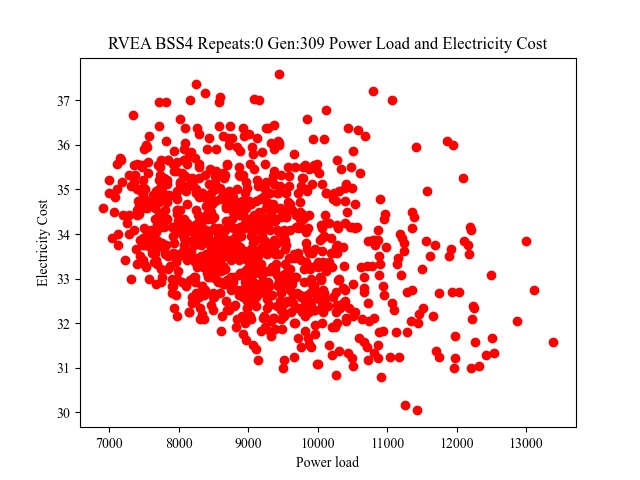 RVEA BSS4 Repeats:0 Gen:309 Power Load and Electricity Cost
37
36
35
34
33
32
31
30
Electricity Cost
7000 8000 9000 10000 11000 12000 13000
Power load